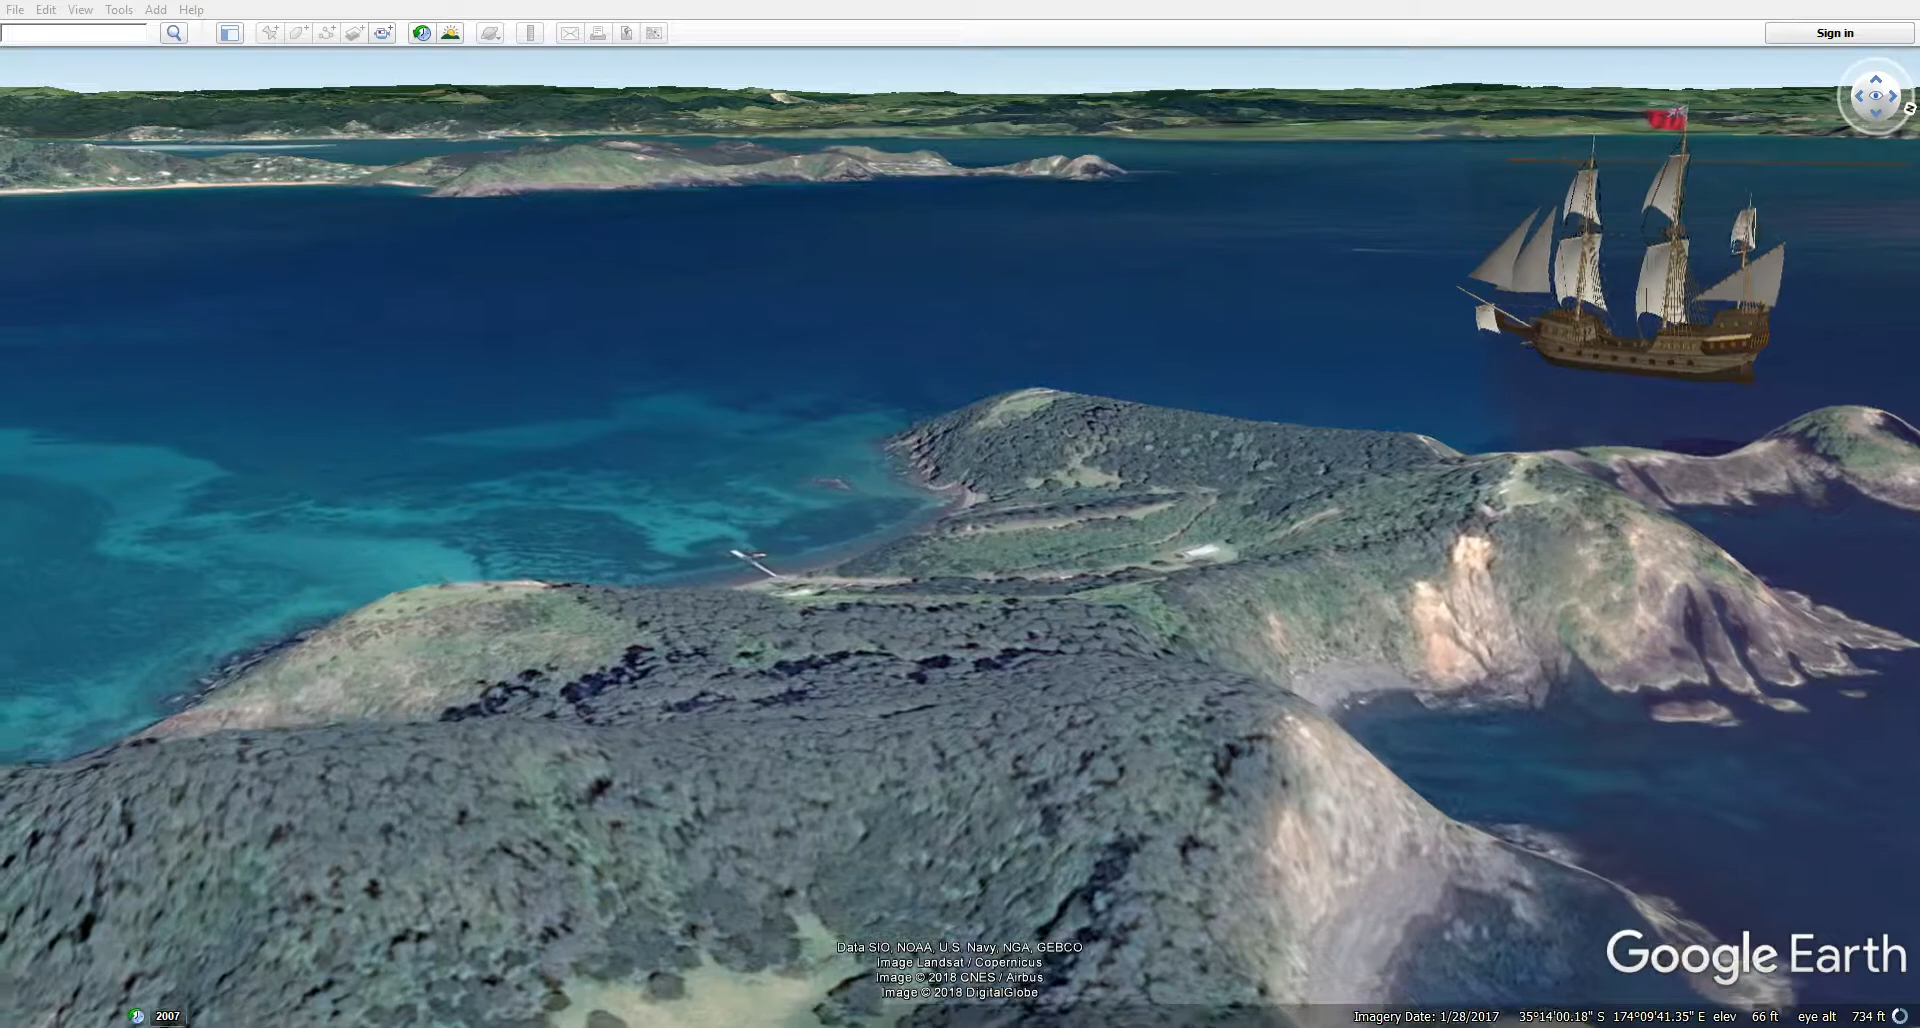 File Edit View Tools Add Help
Sign in
N
Data SIO, NOAA, U.S. Navy, NGA, GEBCO
Image Landsat / Copernicus
Image © 2018 CNES / Airbus
Image © 2018 DigitalGlobe
Google Earth
2007
Imagery Date: 1/28/2017 35°14'00.18" S 174°09'41.35" E elev 66 ft eye alt 734 ft